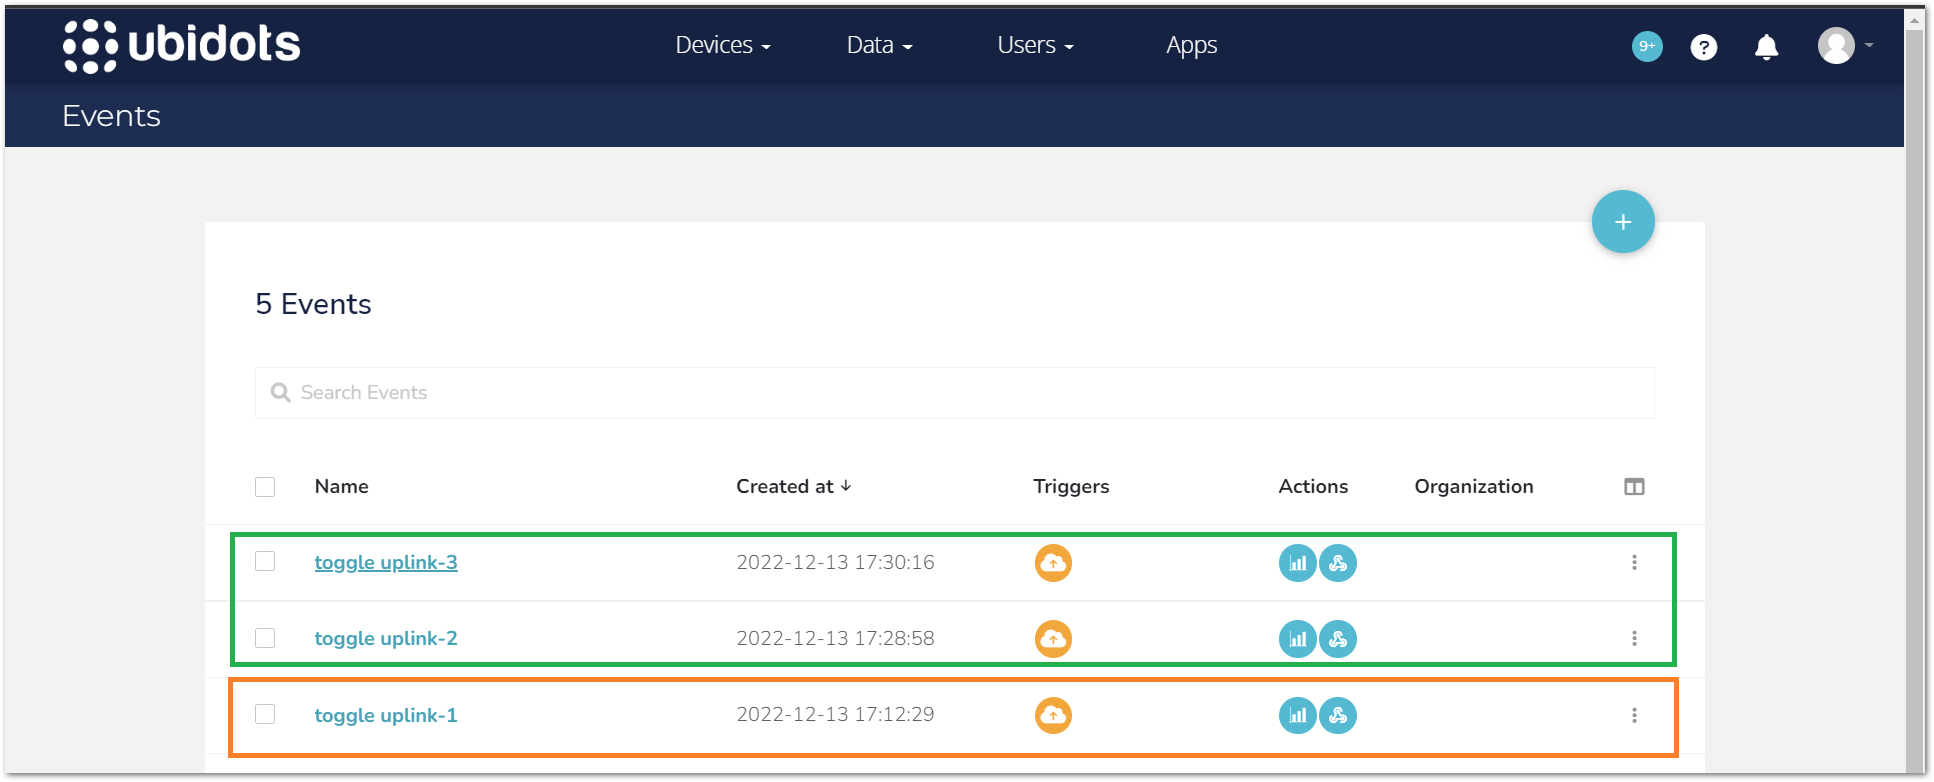 ubidots Devices Data Users Apps 9+ ?
Events
+
5 Events
Search Events
Name Created at ↓ Triggers Actions Organization
toggle uplink-3 2022-12-13 17:30:16
toggle uplink-2 2022-12-13 17:28:58
toggle uplink-1 2022-12-13 17:12:29